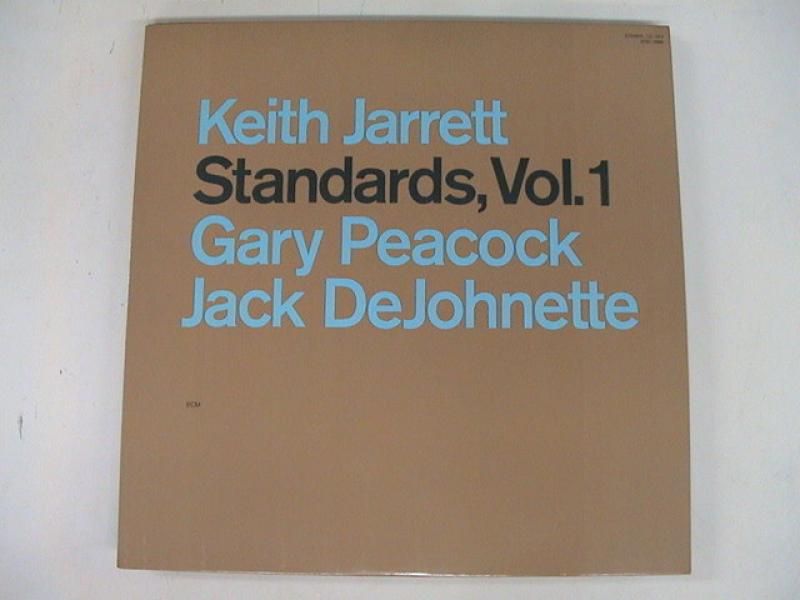 Keith Jarrett
Standards, Vol. 1
Gary Peacock
Jack DeJohnette
ECM